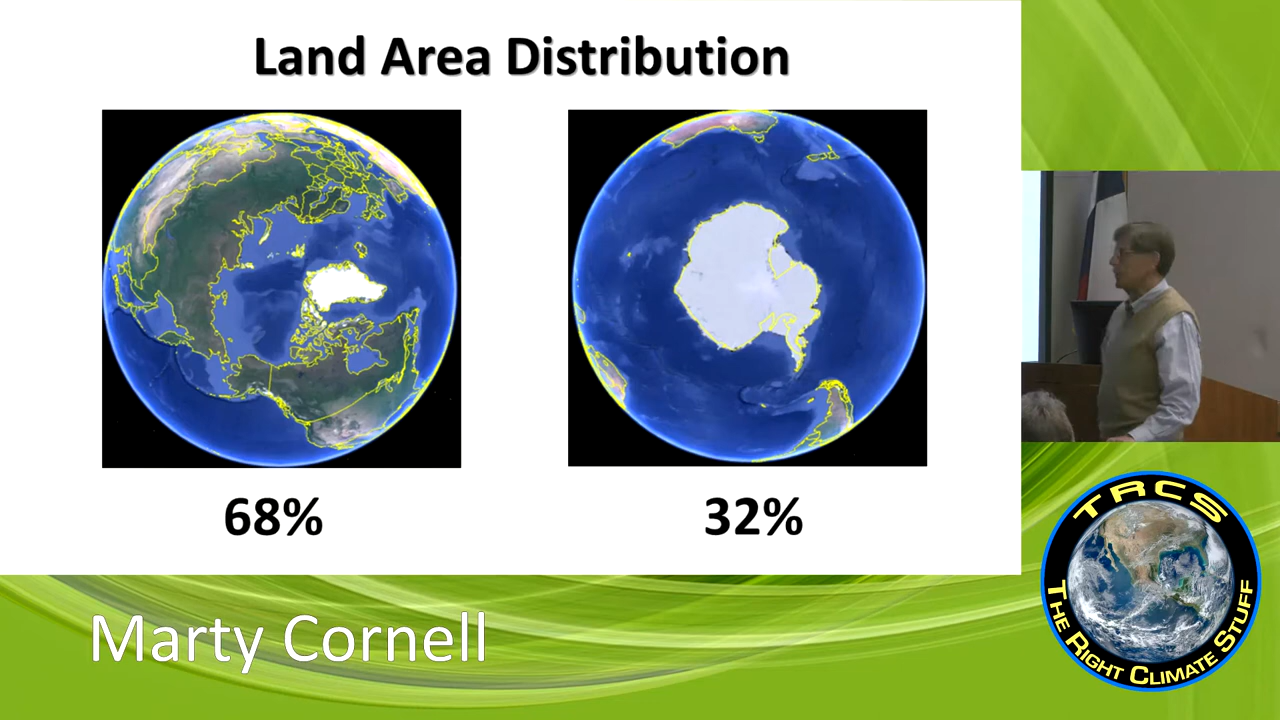 Land Area Distribution
68%
32%
Marty Cornell
TRCS
THE RIGHT CLIMATE STUFF